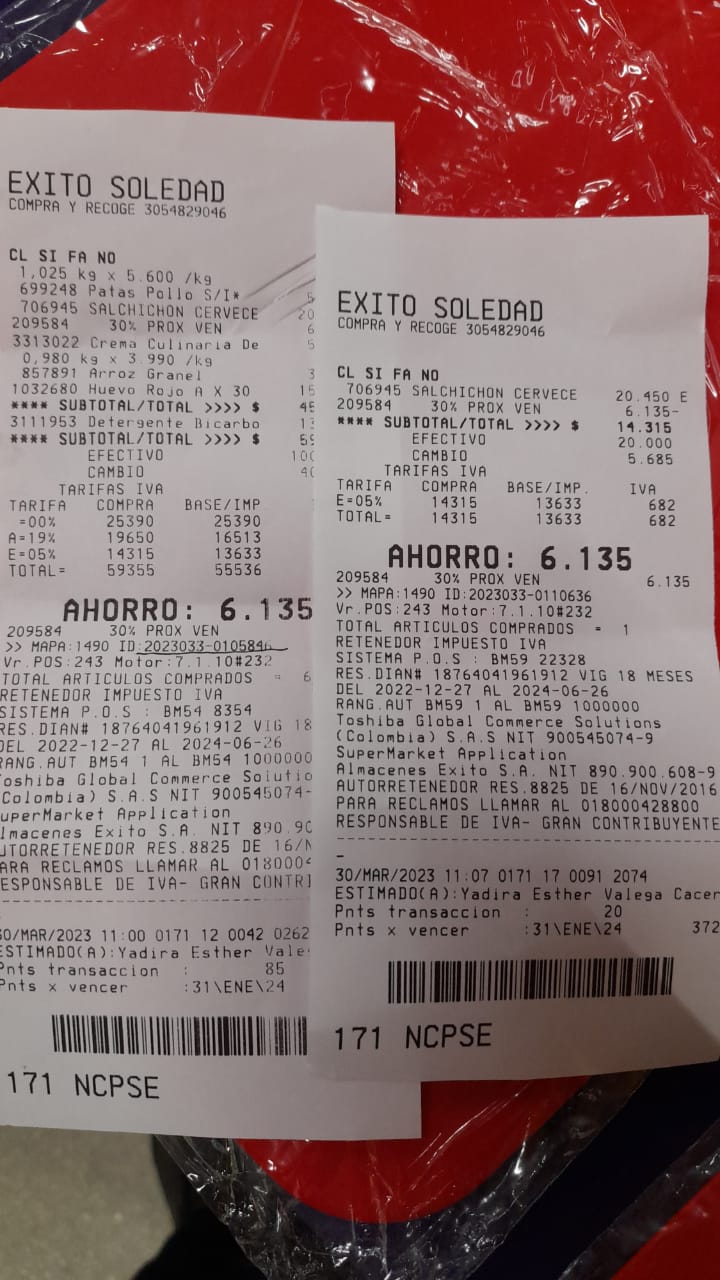 EXITO SOLEDAD
COMPRA Y RECOGE 3054829046
CL SI FA NO
1,025 kg x 5.600 /kg
699248 Patas Pollo S/I* 5
706945 SALCHICHON CERVECE 20
209584 30% PROX VEN 6
3313022 Crema Culinaria De 5
0,980 kg x 3.990 /kg
857891 Arroz Granel 3
1032680 Huevo Rojo A X 30 15
**** SUBTOTAL/TOTAL >>>> $ 45
3111953 Detergente Bicarbo 13
**** SUBTOTAL/TOTAL >>>> $ 59
EFECTIVO 100
CAMBIO 40
TARIFAS IVA
TARIFA COMPRA BASE/IMP
=00% 25390 25390
A=19% 19650 16513
E=05% 14315 13633
TOTAL= 59355 55536
AHORRO: 6.135
209584 30% PROX VEN
>> MAPA:1490 ID:2023033-0105846
Vr.POS:243 Motor:7.1.10#232
TOTAL ARTICULOS COMPRADOS = 6
RETENEDOR IMPUESTO IVA
SISTEMA P.O.S : BM54 8354
RES.DIAN# 18764041961912 VIG 18
DEL 2022-12-27 AL 2024-06-26
RANG.AUT BM54 1 AL BM54 1000000
Toshiba Global Commerce Solutio
(Colombia) S.A.S NIT 900545074-
SuperMarket Application
Almacenes Exito S.A. NIT 890.90
AUTORRETENEDOR RES.8825 DE 16/N
PARA RECLAMOS LLAMAR AL 018000
RESPONSABLE DE IVA- GRAN CONTRI
30/MAR/2023 11:00 0171 12 0042 0262
ESTIMADO(A):Yadira Esther Vale
Pnts transaccion : 85
Pnts x vencer :31\ENE\24
171 NCPSE
EXITO SOLEDAD
COMPRA Y RECOGE 3054829046
CL SI FA NO
706945 SALCHICHON CERVECE 20.450 E
209584 30% PROX VEN 6.135-
**** SUBTOTAL/TOTAL >>>> $ 14.315
EFECTIVO 20.000
CAMBIO 5.685
TARIFAS IVA
TARIFA COMPRA BASE/IMP. IVA
E=05% 14315 13633 682
TOTAL= 14315 13633 682
AHORRO: 6.135
209584 30% PROX VEN 6.135
>> MAPA:1490 ID:2023033-0110636
Vr.POS:243 Motor:7.1.10#232
TOTAL ARTICULOS COMPRADOS = 1
RETENEDOR IMPUESTO IVA
SISTEMA P.O.S : BM59 22328
RES.DIAN# 18764041961912 VIG 18 MESES
DEL 2022-12-27 AL 2024-06-26
RANG.AUT BM59 1 AL BM59 1000000
Toshiba Global Commerce Solutions
(Colombia) S.A.S NIT 900545074-9
SuperMarket Application
Almacenes Exito S.A. NIT 890.900.608-9
AUTORRETENEDOR RES.8825 DE 16/NOV/2016
PARA RECLAMOS LLAMAR AL 018000428800
RESPONSABLE DE IVA- GRAN CONTRIBUYENTE
30/MAR/2023 11:07 0171 17 0091 2074
ESTIMADO(A):Yadira Esther Valega Cacer
Pnts transaccion : 20
Pnts x vencer :31\ENE\24 372
171 NCPSE